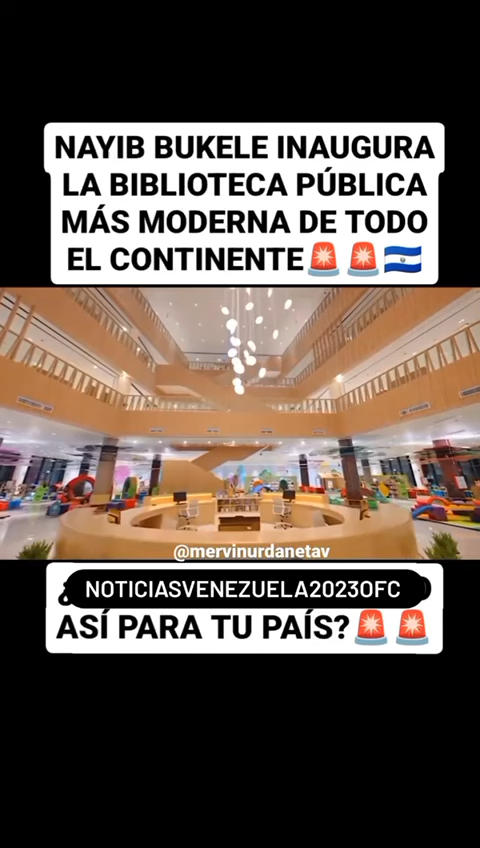 NAYIB BUKELE INAUGURA
LA BIBLIOTECA PÚBLICA
MÁS MODERNA DE TODO
EL CONTINENTE🚨🚨🇸🇻
@mervinurdanetav
NOTICIASVENEZUELA2023OFC
ASÍ PARA TU PAÍS?🚨🚨